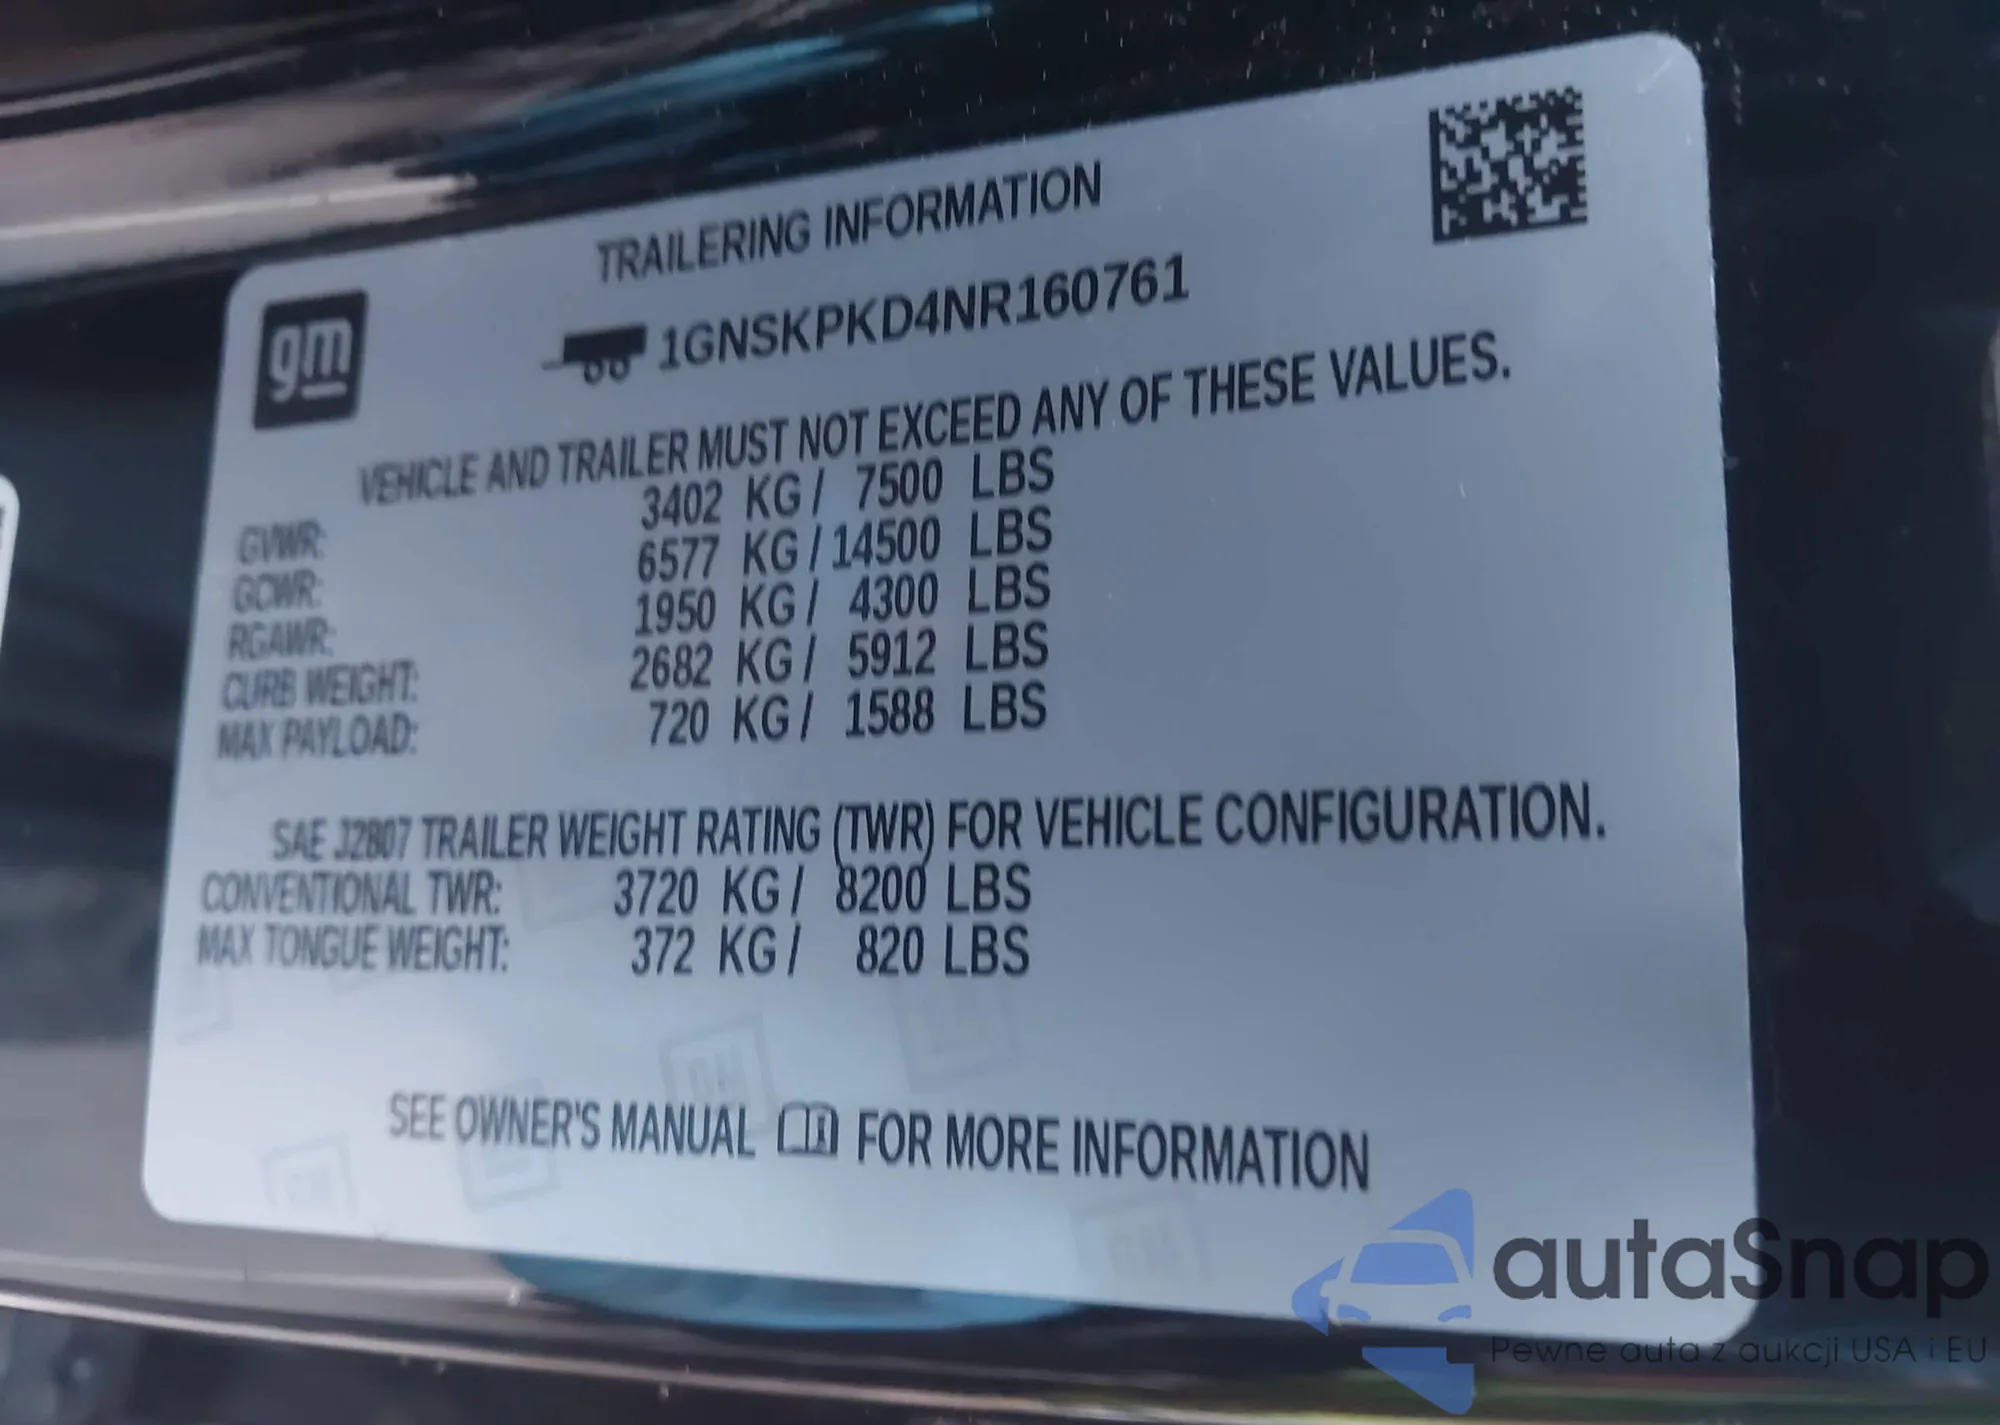 gm
TRAILERING INFORMATION
1GNSKPKD4NR160761
VEHICLE AND TRAILER MUST NOT EXCEED ANY OF THESE VALUES.
GVWR: 3402 KG / 7500 LBS
GCWR: 6577 KG / 14500 LBS
RGAWR: 1950 KG / 4300 LBS
CURB WEIGHT: 2682 KG / 5912 LBS
MAX PAYLOAD: 720 KG / 1588 LBS
SAE J2807 TRAILER WEIGHT RATING (TWR) FOR VEHICLE CONFIGURATION.
CONVENTIONAL TWR: 3720 KG / 8200 LBS
MAX TONGUE WEIGHT: 372 KG / 820 LBS
GM
SEE OWNER'S MANUAL FOR MORE INFORMATION
GM
GM
autaSnap
Pewne auta z aukcji USA i EU